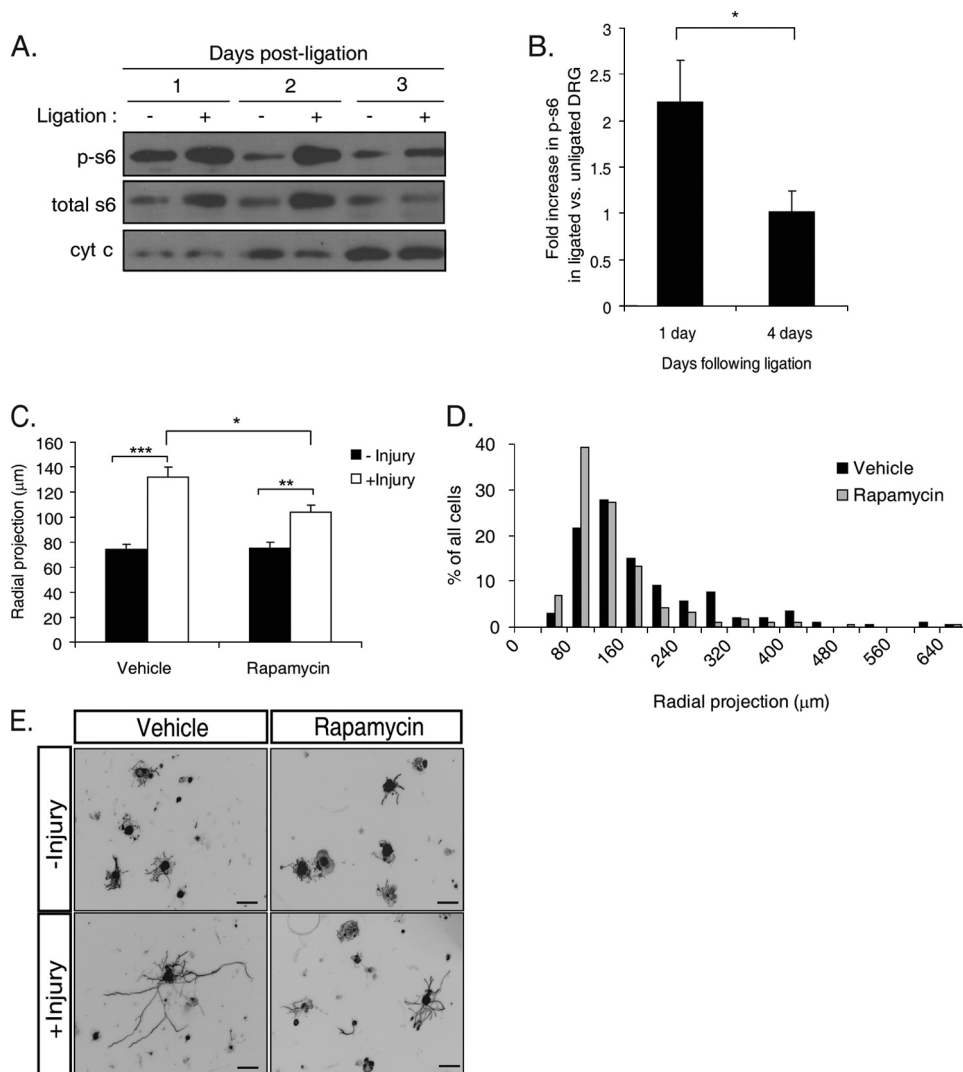 A.
Days post-ligation
1 2 3
Ligation : - + - + - +
p-s6
total s6
cyt c
B.
*
Fold increase in p-s6
in ligated vs. unligated DRG
3
2.5
2
1.5
1
0.5
0
1 day 4 days
Days following ligation
C.
Radial projection (μm)
160
140
120
100
80
60
40
20
0
***
*
**
- Injury
+Injury
Vehicle Rapamycin
D.
% of all cells
40
30
20
10
0
Vehicle
Rapamycin
0 80 160 240 320 400 480 560 640
Radial projection (μm)
E.
Vehicle Rapamycin
-Injury
+Injury